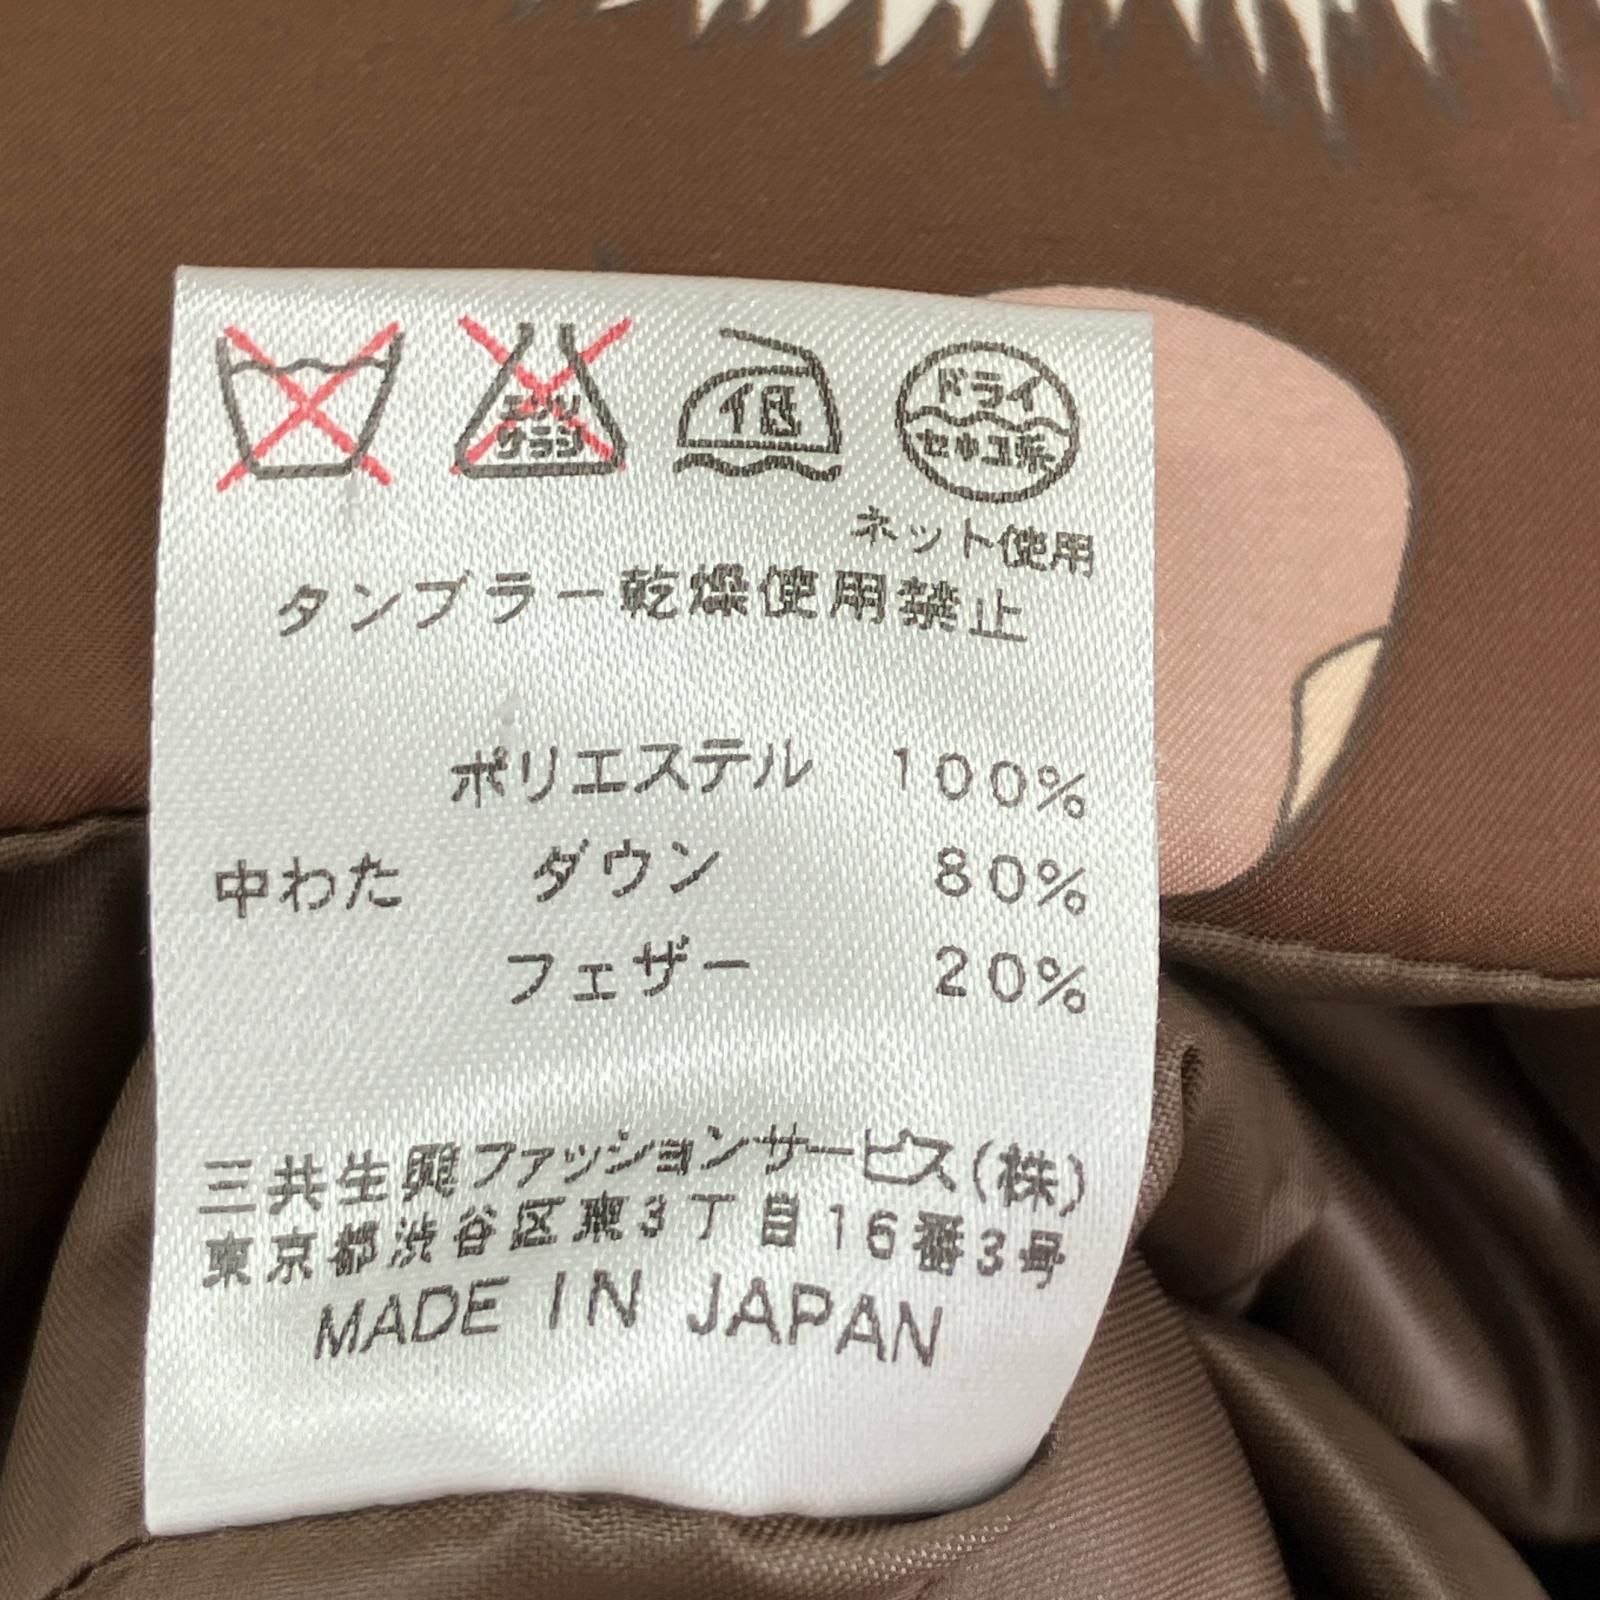 エンソ
サラシ
低
ドライ
セキユ系
ネット使用
タンブラー乾燥使用禁止
ポリエステル 100%
中わた ダウン 80%
フェザー 20%
三共生興ファッションサービス(株)
東京都渋谷区東3丁目16番3号
MADE IN JAPAN